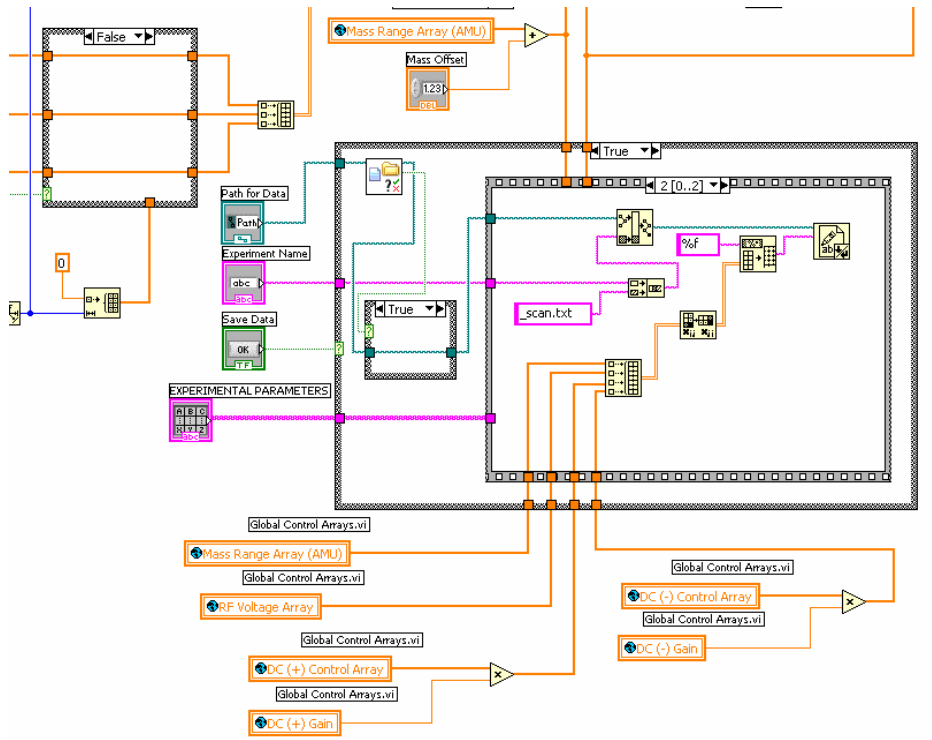 False
Mass Range Array (AMU)
+
Mass Offset
1.23
DBL
True
2 [0..2]
?
Path for Data
Path
?
%f
Experiment Name
abc
abc
ab
0
True
_scan.txt
Save Data
?
OK
TF
?
EXPERIMENTAL PARAMETERS
A B C
X Y Z
abc
Global Control Arrays.vi
Mass Range Array (AMU)
Global Control Arrays.vi
Global Control Arrays.vi
DC (-) Control Array
x
RF Voltage Array
Global Control Arrays.vi
Global Control Arrays.vi
DC (-) Gain
DC (+) Control Array
x
Global Control Arrays.vi
DC (+) Gain